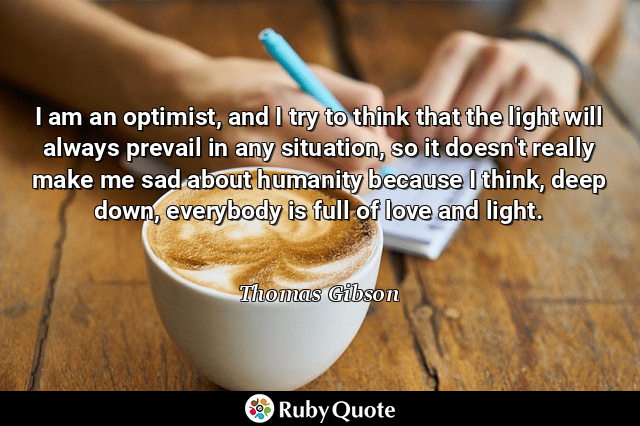 I am an optimist, and I try to think that the light will
always prevail in any situation, so it doesn't really
make me sad about humanity because I think, deep
down, everybody is full of love and light.
Thomas Gibson
RubyQuote